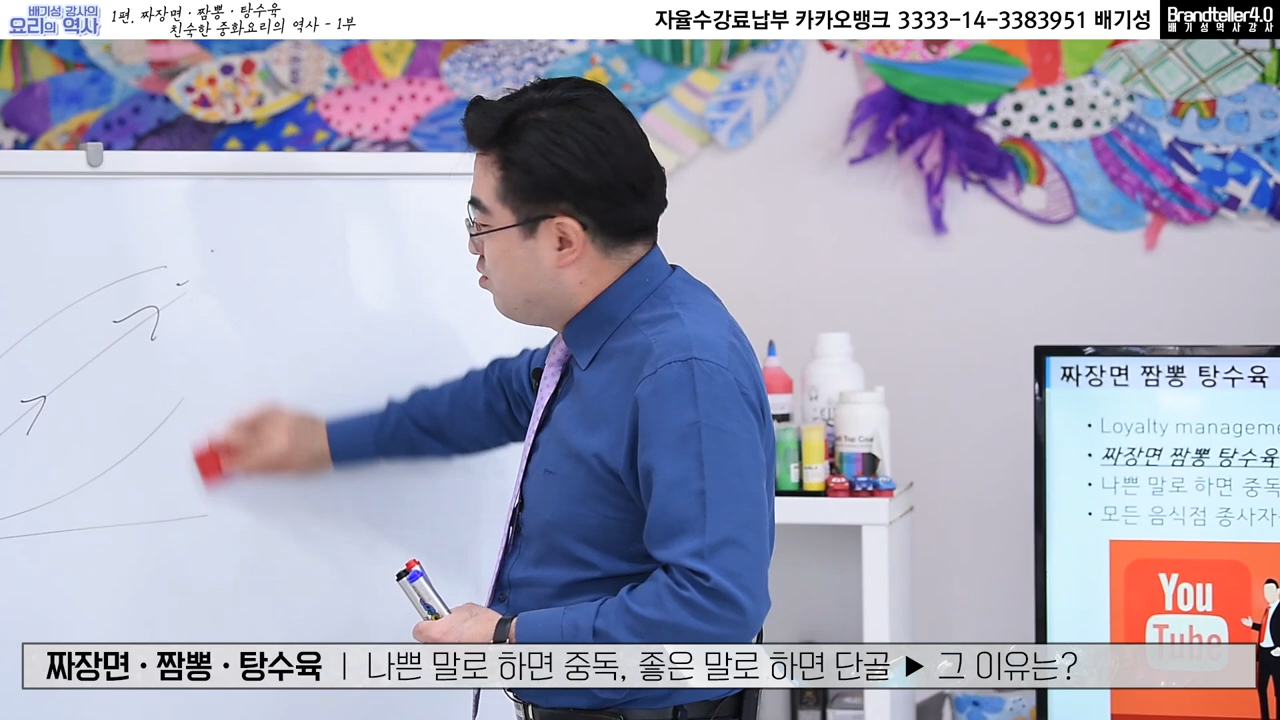 배기성 강사의
요리의 역사
1편. 짜장면 · 짬뽕 · 탕수육
친숙한 중화요리의 역사 - 1부
자율수강료납부 카카오뱅크 3333-14-3383951 배기성
Brandteller4.0
배기성역사강사
짜장면 짬뽕 탕수육
• Loyalty manageme
• 짜장면 짬뽕 탕수육
• 나쁜 말로 하면 중독
• 모든 음식점 종사자
You
Tube
짜장면 · 짬뽕 · 탕수육 | 나쁜 말로 하면 중독, 좋은 말로 하면 단골 ▶ 그 이유는?